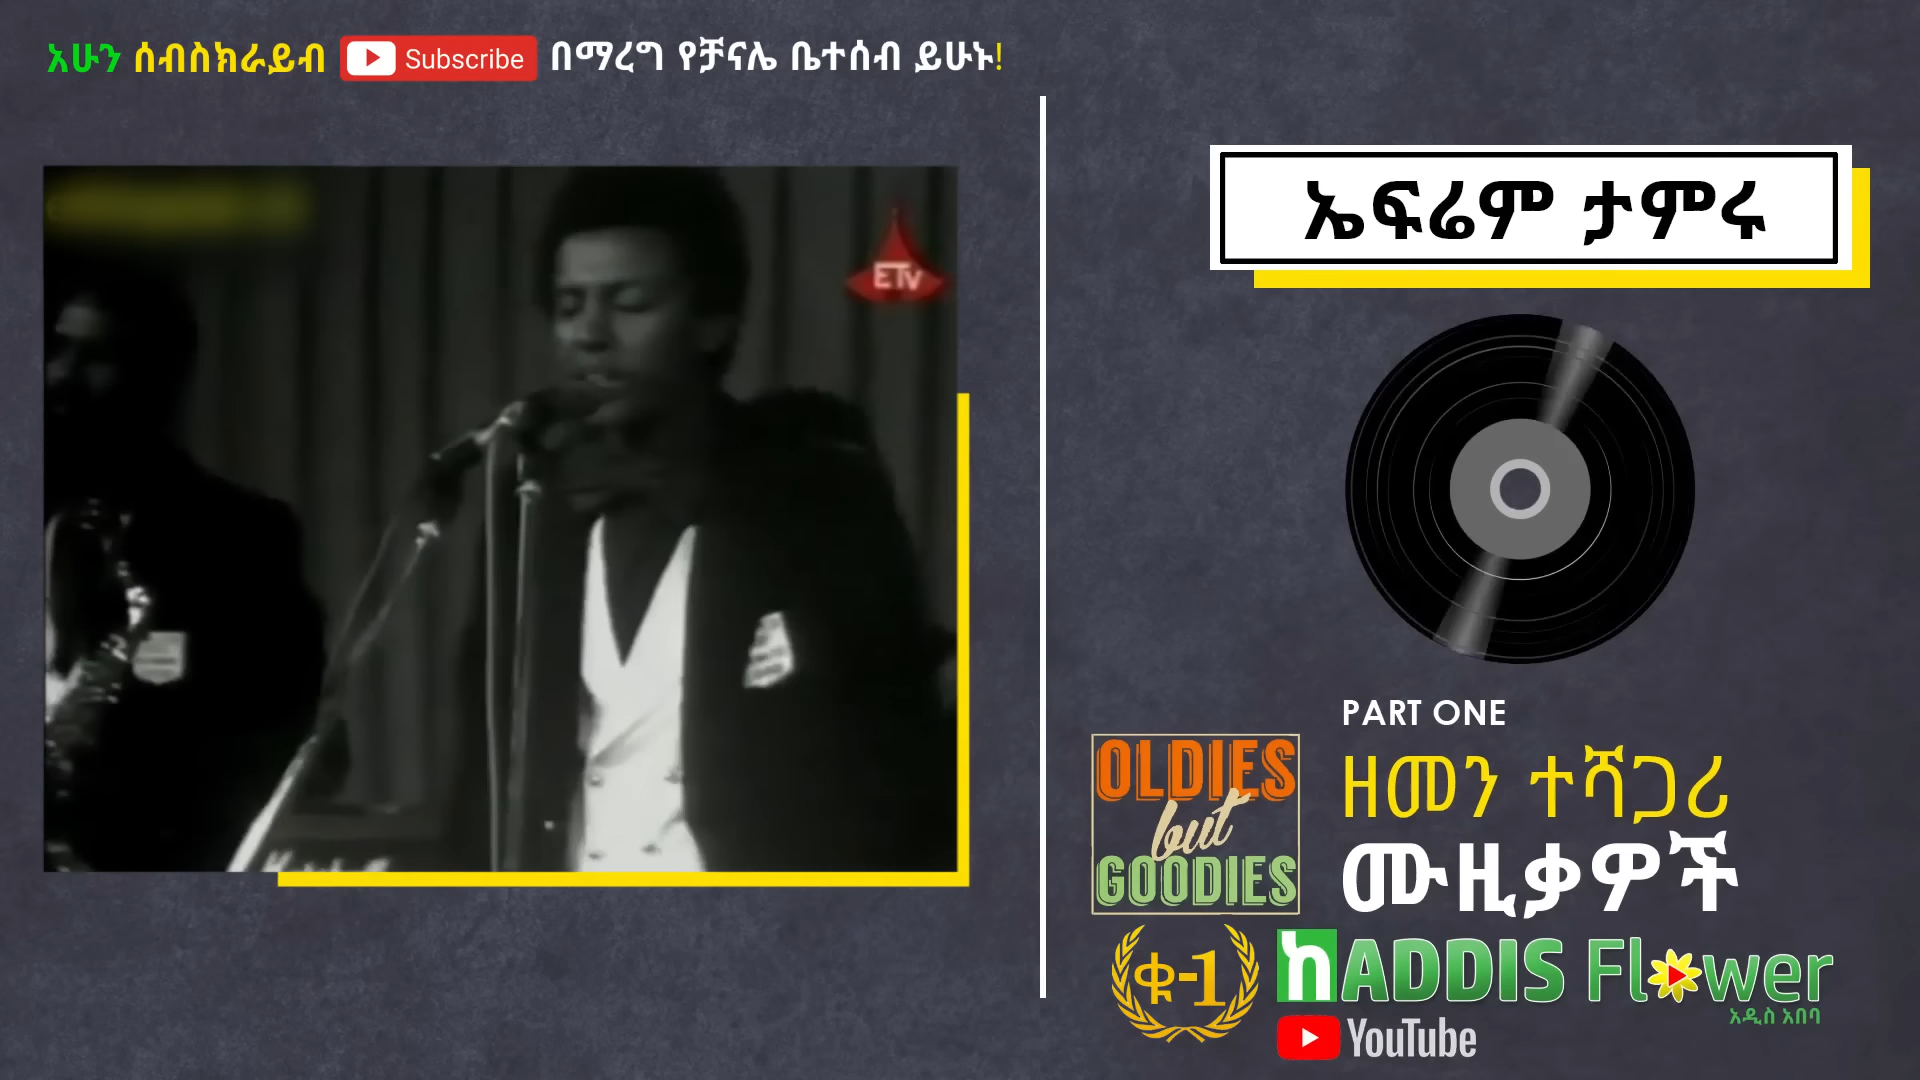 አሁን ሰብስክራይብ Subscribe በማረግ የቻናሌ ቤተሰብ ይሁኑ!
ETV
ኤፍሬም ታምሩ
PART ONE
OLDIES
but
GOODIES
ዘመን ተሻጋሪ
ሙዚቃዎች
ቁ-1
ከADDIS Flower
አዲስ አበባ
YouTube